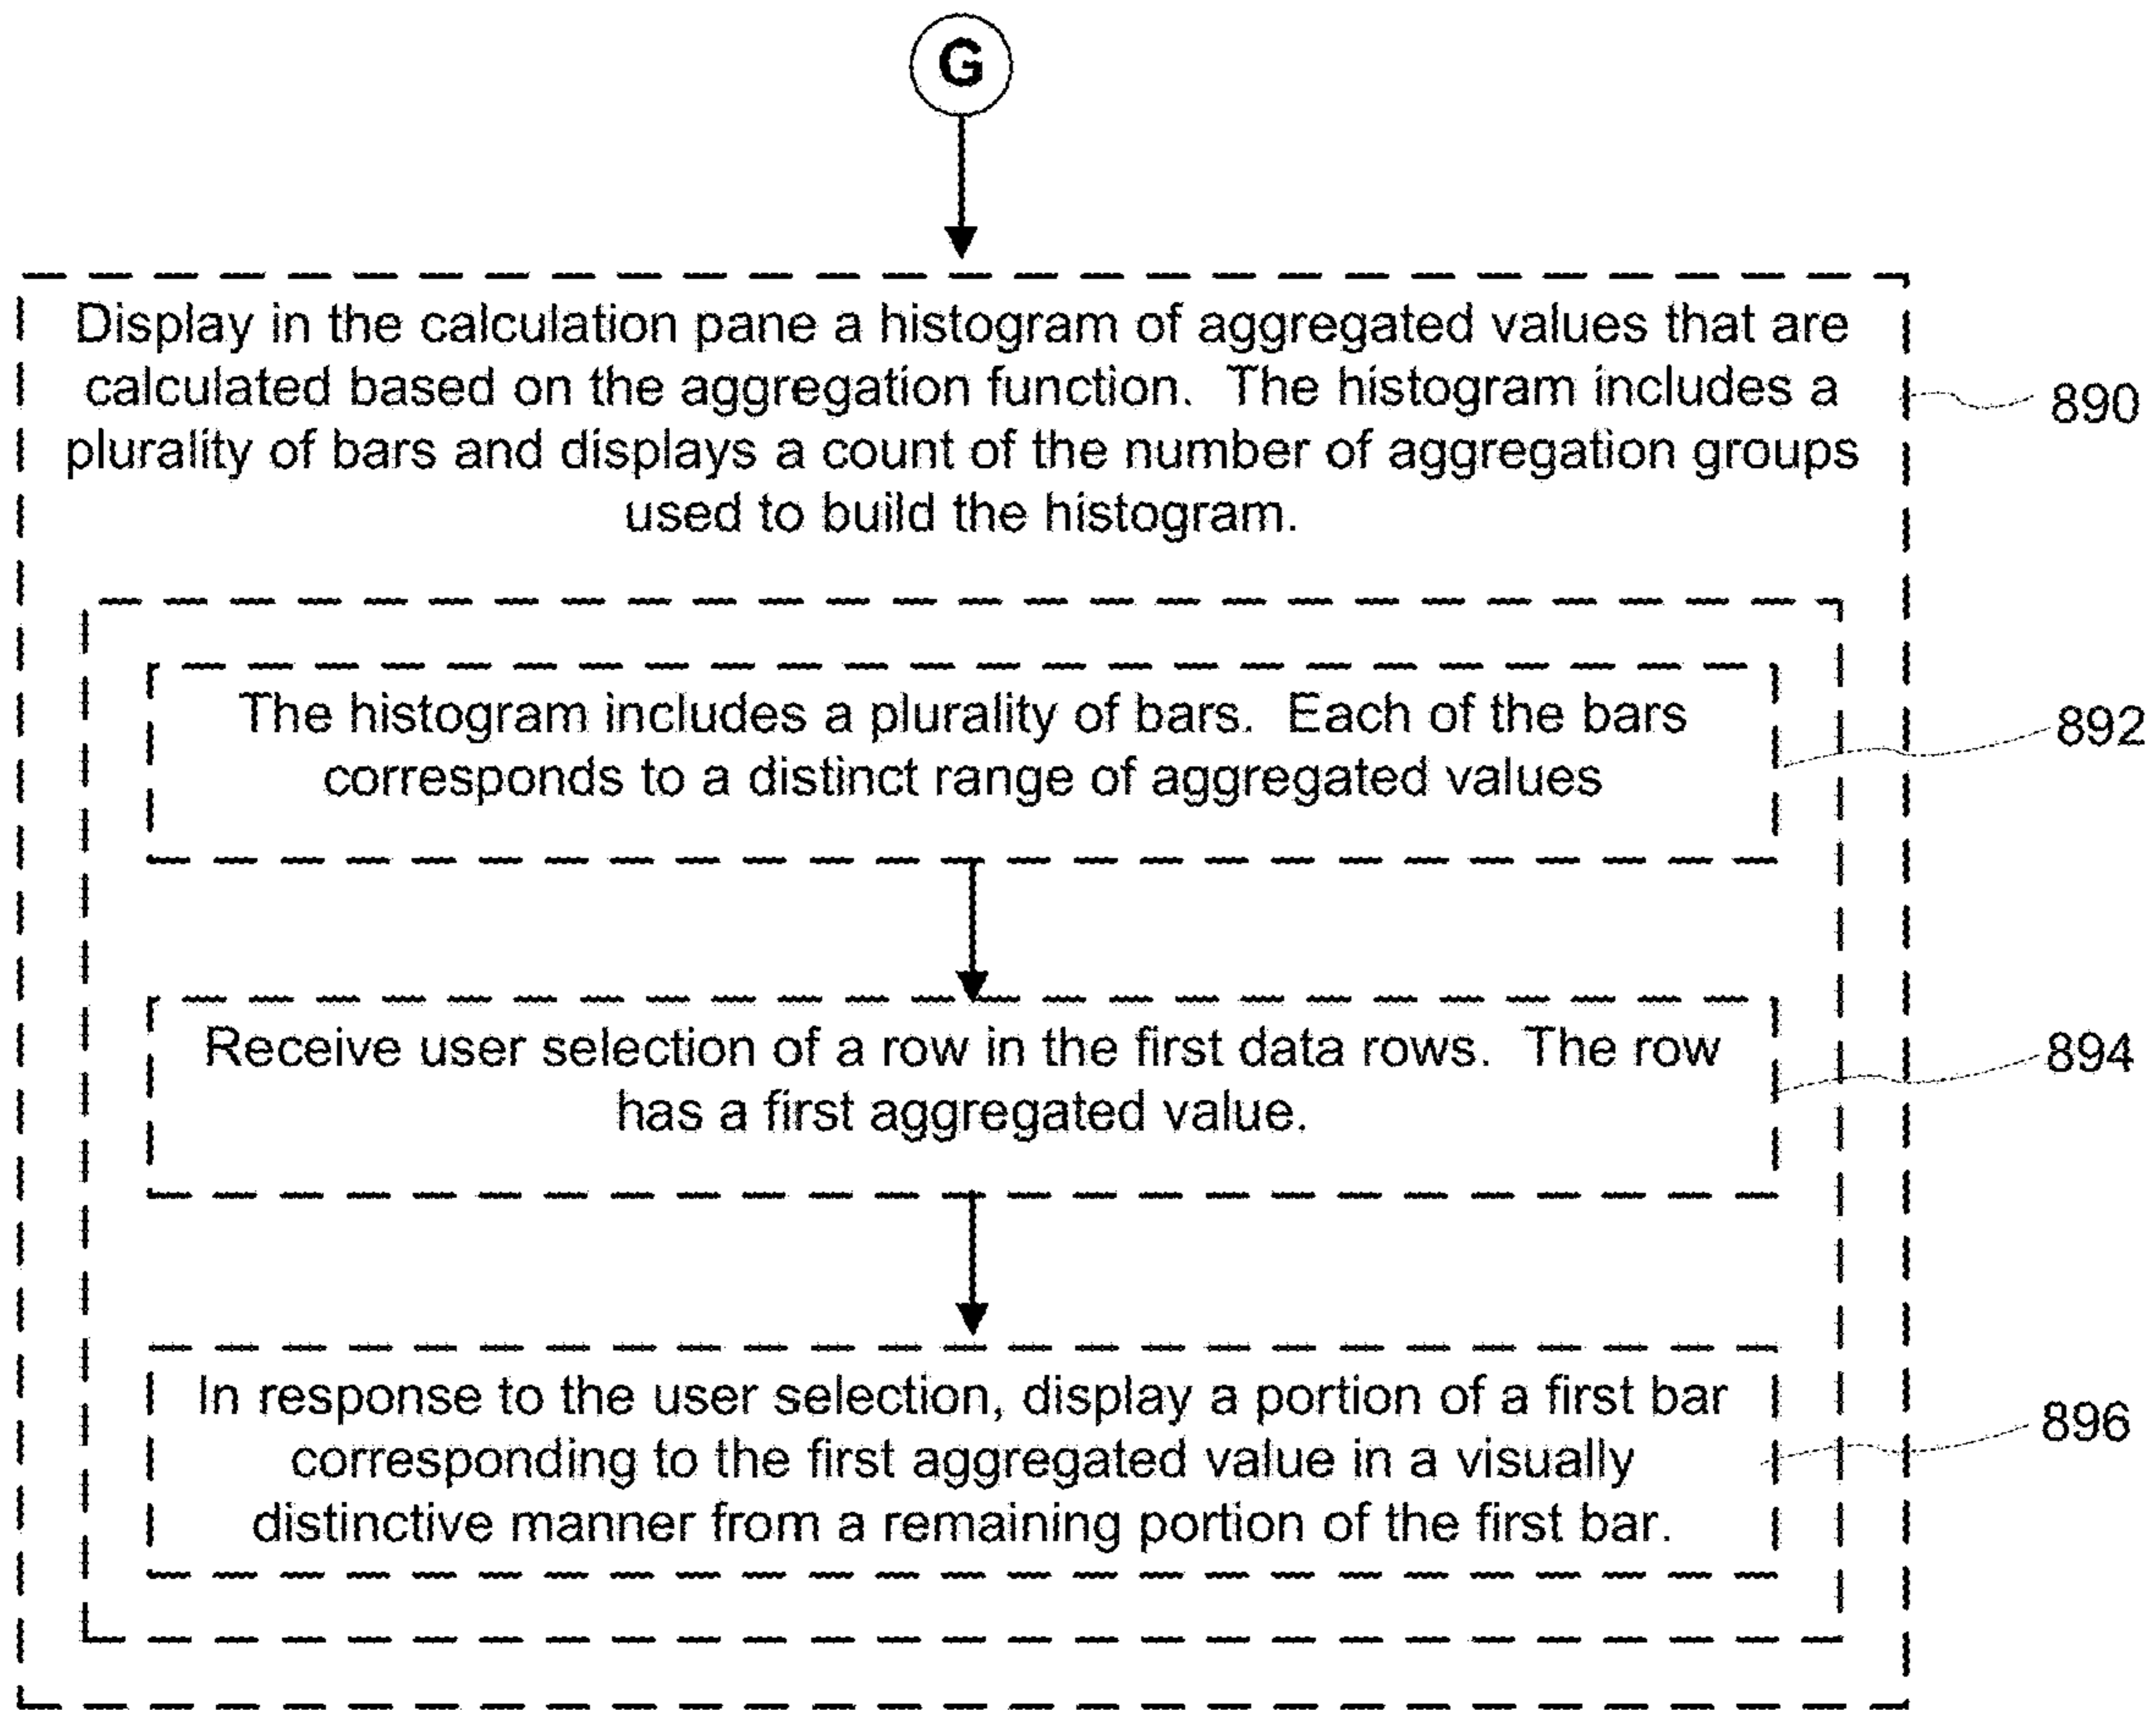 G
Display in the calculation pane a histogram of aggregated values that are
calculated based on the aggregation function. The histogram includes a
890
plurality of bars and displays a count of the number of aggregation groups
used to build the histogram.
The histogram includes a plurality of bars. Each of the bars
892
corresponds to a distinct range of aggregated values
Receive user selection of a row in the first data rows. The row
894
has a first aggregated value.
In response to the user selection, display a portion of a first bar
896
corresponding to the first aggregated value in a visually
distinctive manner from a remaining portion of the first bar.